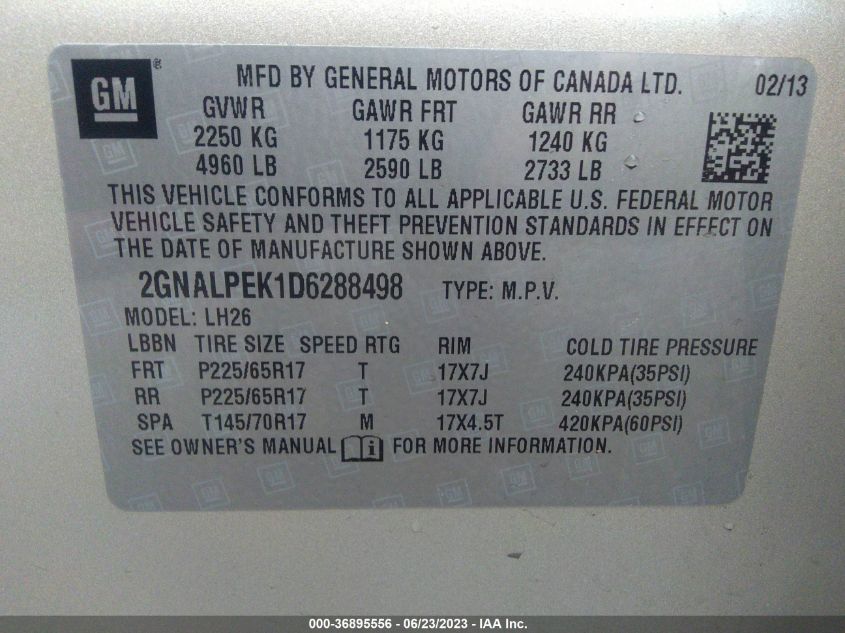 GM ®
MFD BY GENERAL MOTORS OF CANADA LTD. 02/13
GVWR GAWR FRT GAWR RR
2250 KG 1175 KG 1240 KG
4960 LB 2590 LB 2733 LB
THIS VEHICLE CONFORMS TO ALL APPLICABLE U.S. FEDERAL MOTOR
VEHICLE SAFETY AND THEFT PREVENTION STANDARDS IN EFFECT ON
THE DATE OF MANUFACTURE SHOWN ABOVE.
2GNALPEK1D6288498 TYPE: M.P.V.
MODEL: LH26
LBBN TIRE SIZE SPEED RTG RIM COLD TIRE PRESSURE
FRT P225/65R17 T 17X7J 240KPA(35PSI)
RR P225/65R17 T 17X7J 240KPA(35PSI)
SPA T145/70R17 M 17X4.5T 420KPA(60PSI)
SEE OWNER'S MANUAL i FOR MORE INFORMATION.
000-36895556 - 06/23/2023 - IAA Inc.